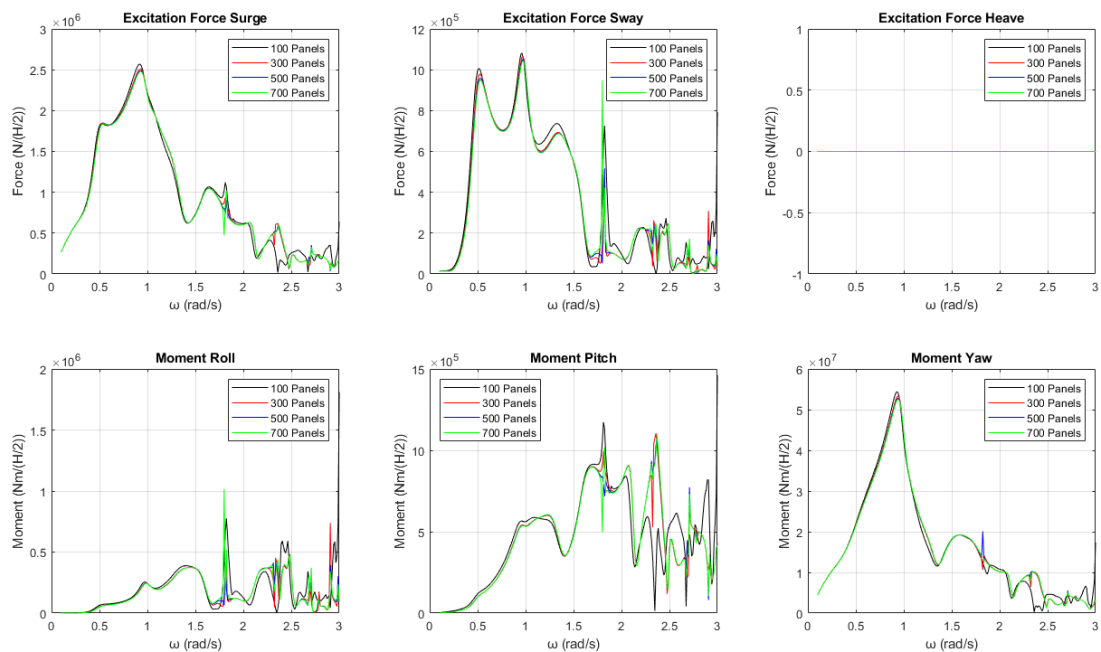 Excitation Force Surge
×10^6
3
2.5
2
1.5
1
0.5
0
Force (N/(H/2))
0 0.5 1 1.5 2 2.5 3
ω (rad/s)
100 Panels
300 Panels
500 Panels
700 Panels
Excitation Force Sway
×10^5
12
10
8
6
4
2
0
Force (N/(H/2))
0 0.5 1 1.5 2 2.5 3
ω (rad/s)
100 Panels
300 Panels
500 Panels
700 Panels
Excitation Force Heave
1
0.5
0
-0.5
-1
Force (N/(H/2))
0 0.5 1 1.5 2 2.5 3
ω (rad/s)
100 Panels
300 Panels
500 Panels
700 Panels
Moment Roll
×10^6
2
1.5
1
0.5
0
Moment (Nm/(H/2))
0 0.5 1 1.5 2 2.5 3
ω (rad/s)
100 Panels
300 Panels
500 Panels
700 Panels
Moment Pitch
×10^5
15
10
5
0
Moment (Nm/(H/2))
0 0.5 1 1.5 2 2.5 3
ω (rad/s)
100 Panels
300 Panels
500 Panels
700 Panels
Moment Yaw
×10^7
6
5
4
3
2
1
0
Moment (Nm/(H/2))
0 0.5 1 1.5 2 2.5 3
ω (rad/s)
100 Panels
300 Panels
500 Panels
700 Panels